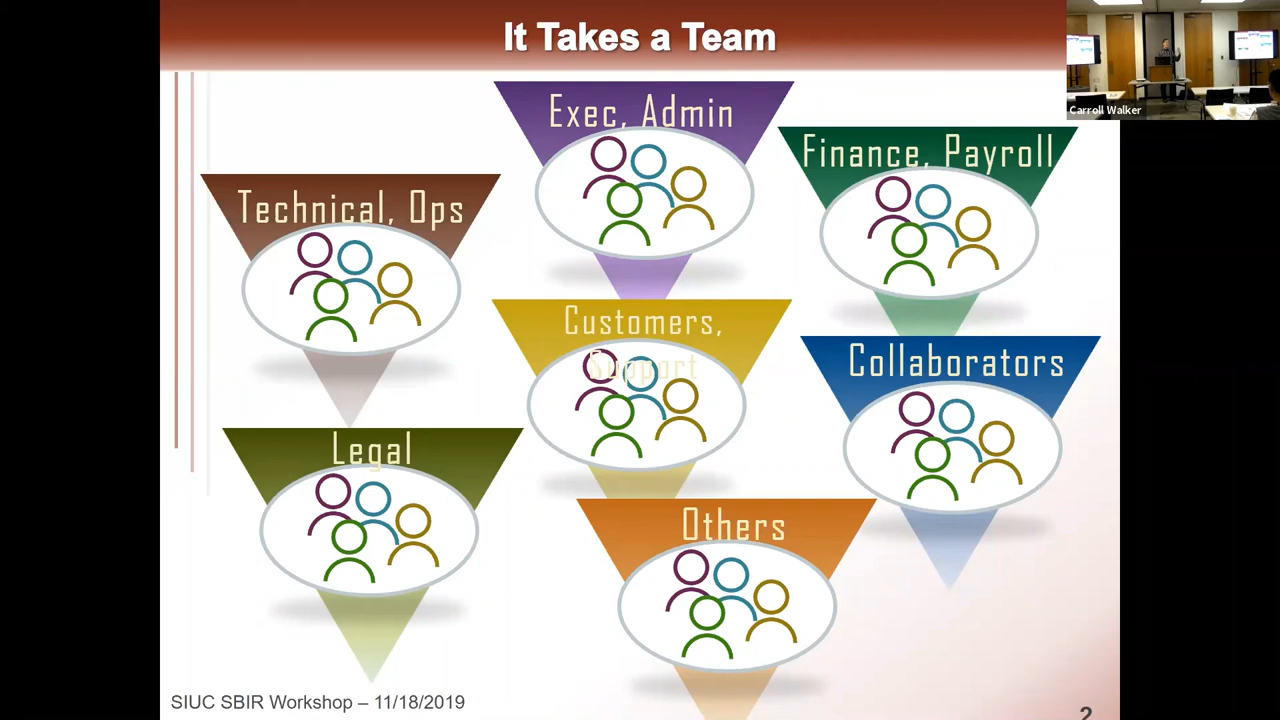 It Takes a Team
Carroll Walker
Exec, Admin
Finance, Payroll
Technical, Ops
Customers,
Support
Collaborators
Legal
Others
SIUC SBIR Workshop – 11/18/2019
2